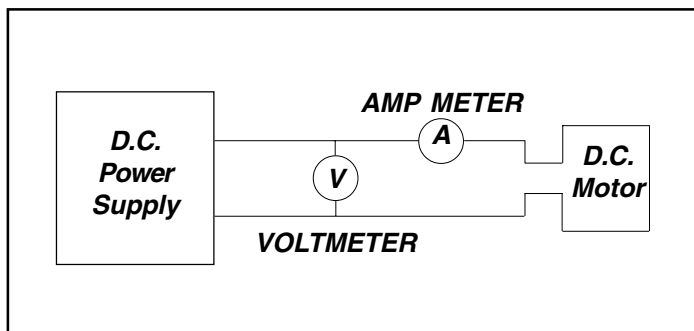 AMP METER
D.C.
Power
Supply
A
D.C.
Motor
V
VOLTMETER